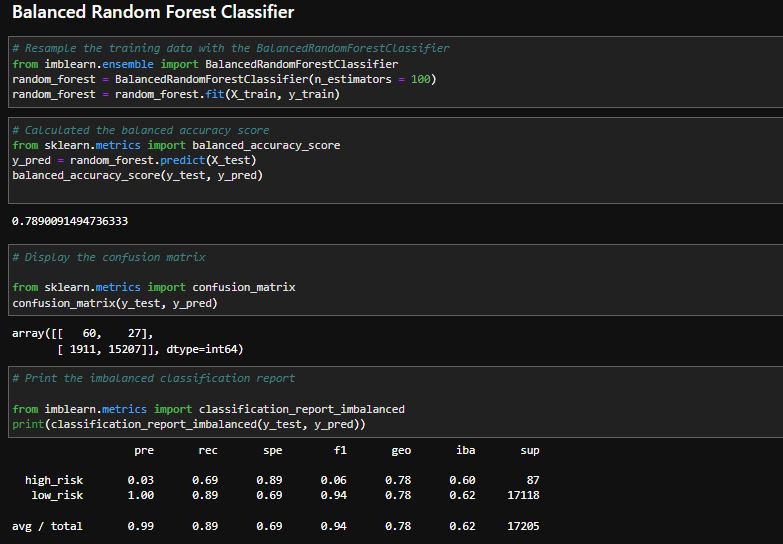 Balanced Random Forest Classifier
# Resample the training data with the BalancedRandomForestClassifier
from imblearn.ensemble import BalancedRandomForestClassifier
random_forest = BalancedRandomForestClassifier(n_estimators = 100)
random_forest = random_forest.fit(X_train, y_train)
# Calculated the balanced accuracy score
from sklearn.metrics import balanced_accuracy_score
y_pred = random_forest.predict(X_test)
balanced_accuracy_score(y_test, y_pred)
0.7890091494736333
# Display the confusion matrix
from sklearn.metrics import confusion_matrix
confusion_matrix(y_test, y_pred)
array([[   60,    27],
       [ 1911, 15207]], dtype=int64)
# Print the imbalanced classification report
from imblearn.metrics import classification_report_imbalanced
print(classification_report_imbalanced(y_test, y_pred))
                   pre       rec       spe        f1       geo       iba       sup
  high_risk       0.03      0.69      0.89      0.06      0.78      0.60        87
   low_risk       1.00      0.89      0.69      0.94      0.78      0.62     17118
avg / total       0.99      0.89      0.69      0.94      0.78      0.62     17205